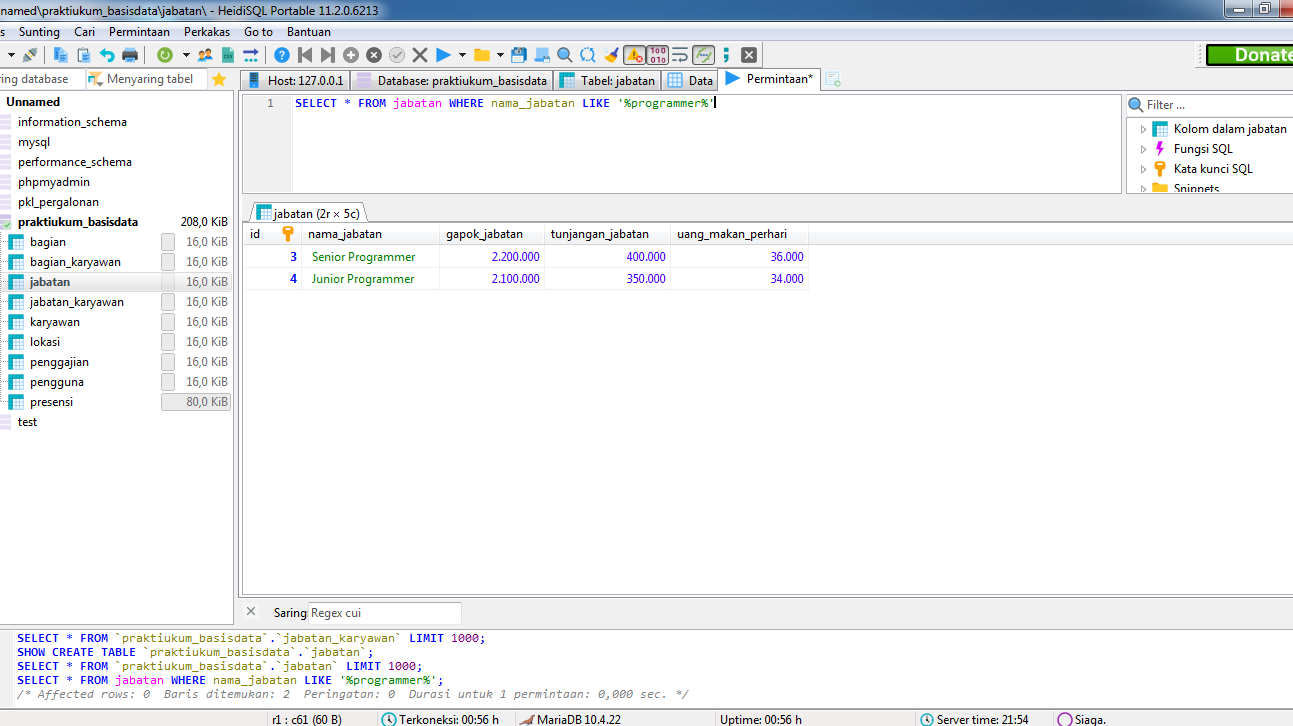 named\praktiukum_basisdata\jabatan\ - HeidiSQL Portable 11.2.0.6213
s Sunting Cari Permintaan Perkakas Go to Bantuan
Donate
ring database Menyaring tabel Host: 127.0.0.1 Database: praktiukum_basisdata Tabel: jabatan Data Permintaan*
Unnamed
information_schema
mysql
performance_schema
phpmyadmin
pkl_pergalonan
praktiukum_basisdata 208,0 KiB
bagian 16,0 KiB
bagian_karyawan 16,0 KiB
jabatan 16,0 KiB
jabatan_karyawan 16,0 KiB
karyawan 16,0 KiB
lokasi 16,0 KiB
penggajian 16,0 KiB
pengguna 16,0 KiB
presensi 80,0 KiB
test
1 SELECT * FROM jabatan WHERE nama_jabatan LIKE '%programmer%'
Filter ...
Kolom dalam jabatan
Fungsi SQL
Kata kunci SQL
Snippets
jabatan (2r × 5c)
id nama_jabatan gapok_jabatan tunjangan_jabatan uang_makan_perhari
3 Senior Programmer 2.200.000 400.000 36.000
4 Junior Programmer 2.100.000 350.000 34.000
Saring: Regex cui
SELECT * FROM `praktiukum_basisdata`.`jabatan_karyawan` LIMIT 1000;
SHOW CREATE TABLE `praktiukum_basisdata`.`jabatan`;
SELECT * FROM `praktiukum_basisdata`.`jabatan` LIMIT 1000;
SELECT * FROM jabatan WHERE nama_jabatan LIKE '%programmer%';
/* Affected rows: 0 Baris ditemukan: 2 Peringatan: 0 Durasi untuk 1 permintaan: 0,000 sec. */
r1 : c61 (60 B) Terkoneksi: 00:56 h MariaDB 10.4.22 Uptime: 00:56 h Server time: 21:54 Siaga.